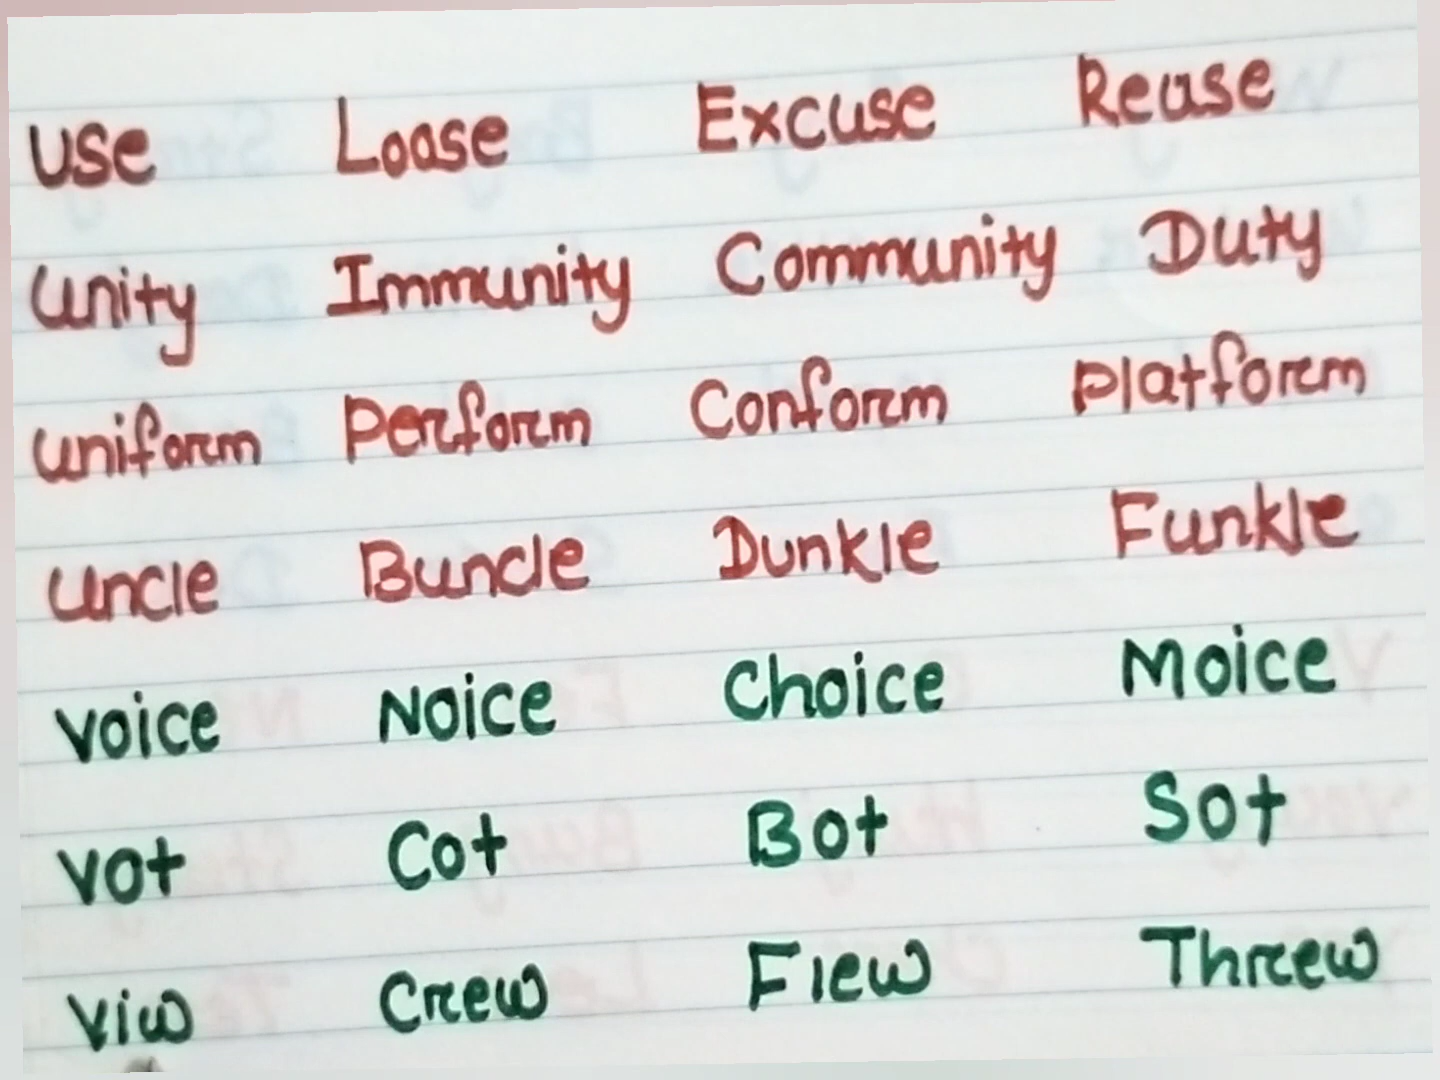 Use Loose Excuse Reuse
Unity Immunity Community Duty
Uniform Perform Conform Platform
Uncle Buncle Dunkle Funkle
Voice Noice Choice Moice
Vot Cot Bot Sot
Viw Crew Flew Threw